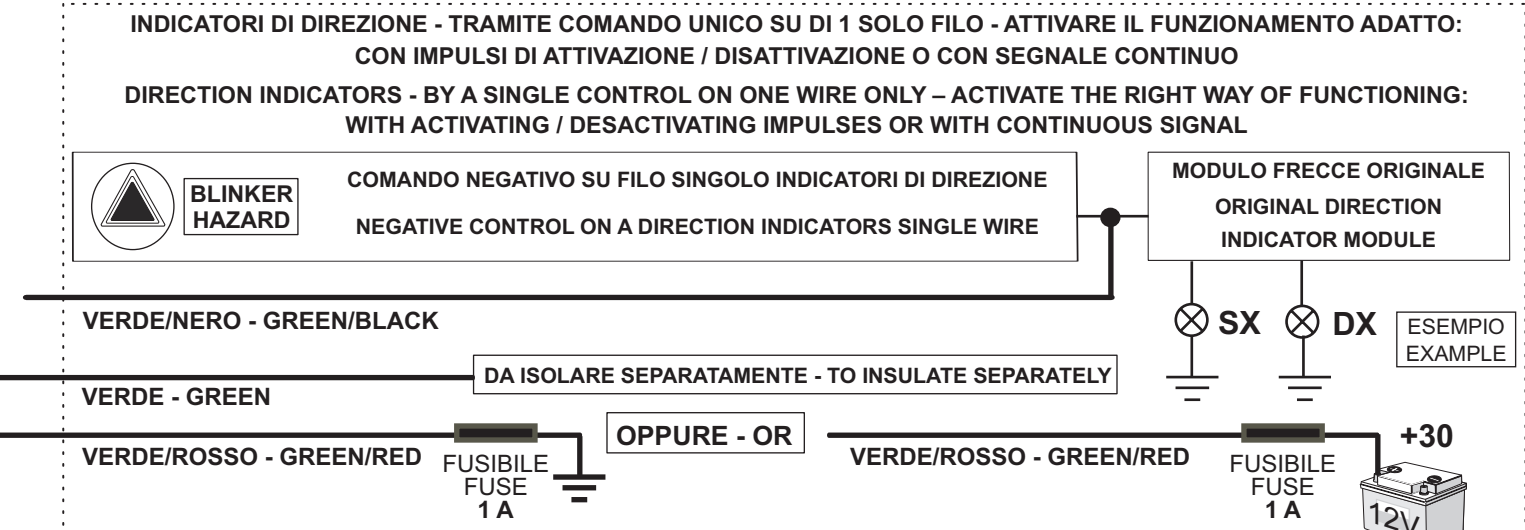 INDICATORI DI DIREZIONE - TRAMITE COMANDO UNICO SU DI 1 SOLO FILO - ATTIVARE IL FUNZIONAMENTO ADATTO:
CON IMPULSI DI ATTIVAZIONE / DISATTIVAZIONE O CON SEGNALE CONTINUO
DIRECTION INDICATORS - BY A SINGLE CONTROL ON ONE WIRE ONLY – ACTIVATE THE RIGHT WAY OF FUNCTIONING:
WITH ACTIVATING / DESACTIVATING IMPULSES OR WITH CONTINUOUS SIGNAL
BLINKER
HAZARD
COMANDO NEGATIVO SU FILO SINGOLO INDICATORI DI DIREZIONE
NEGATIVE CONTROL ON A DIRECTION INDICATORS SINGLE WIRE
MODULO FRECCE ORIGINALE
ORIGINAL DIRECTION
INDICATOR MODULE
VERDE/NERO - GREEN/BLACK
SX
DX
ESEMPIO
EXAMPLE
DA ISOLARE SEPARATAMENTE - TO INSULATE SEPARATELY
VERDE - GREEN
VERDE/ROSSO - GREEN/RED
FUSIBILE
FUSE
1 A
OPPURE - OR
VERDE/ROSSO - GREEN/RED
FUSIBILE
FUSE
1 A
+30
12V